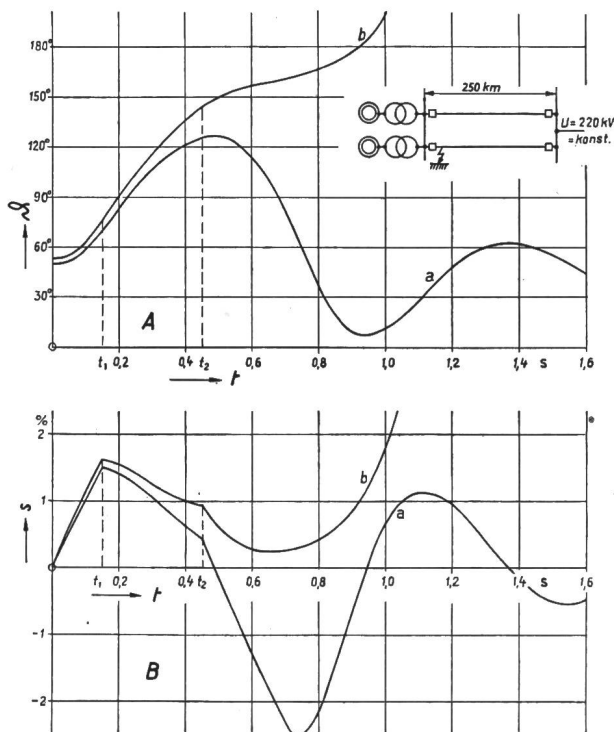 180°
150°
120°
90°
60°
30°
ϑ
b
a
A
250 km
U = 220 kV
= konst.
t₁ 0,2 0,4 t₂ 0,6 0,8 1,0 1,2 1,4 s 1,6
t
%
2
1
0
-1
-2
s
b
a
B
t₁ 0,2 0,4 t₂ 0,6 0,8 1,0 1,2 1,4 s 1,6
t